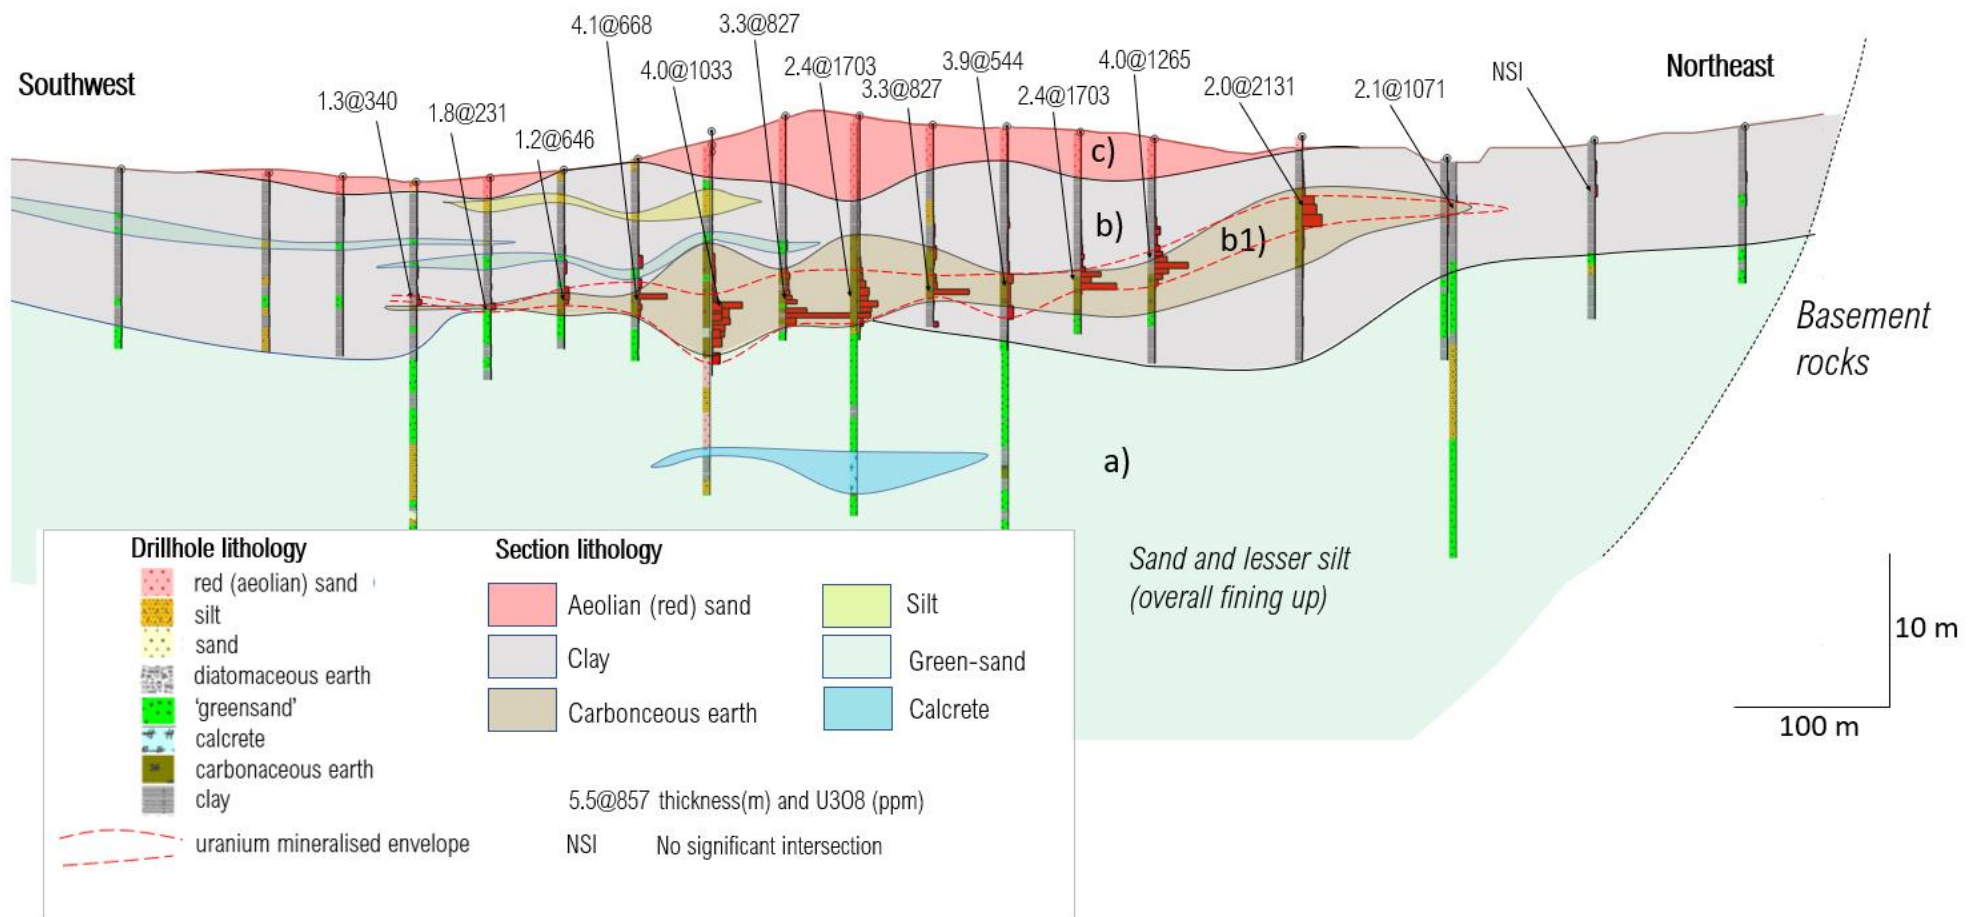 Southwest
Northeast
4.1@668
3.3@827
4.0@1033
2.4@1703
3.3@827
3.9@544
2.4@1703
4.0@1265
2.0@2131
2.1@1071
NSI
1.3@340
1.8@231
1.2@646
c)
b)
b1)
a)
Basement
rocks
Sand and lesser silt
(overall fining up)
10 m
100 m
Drillhole lithology
red (aeolian) sand
silt
sand
diatomaceous earth
'greensand'
calcrete
carbonaceous earth
clay
uranium mineralised envelope
Section lithology
Aeolian (red) sand
Clay
Carbonceous earth
Silt
Green-sand
Calcrete
5.5@857 thickness(m) and U3O8 (ppm)
NSI No significant intersection